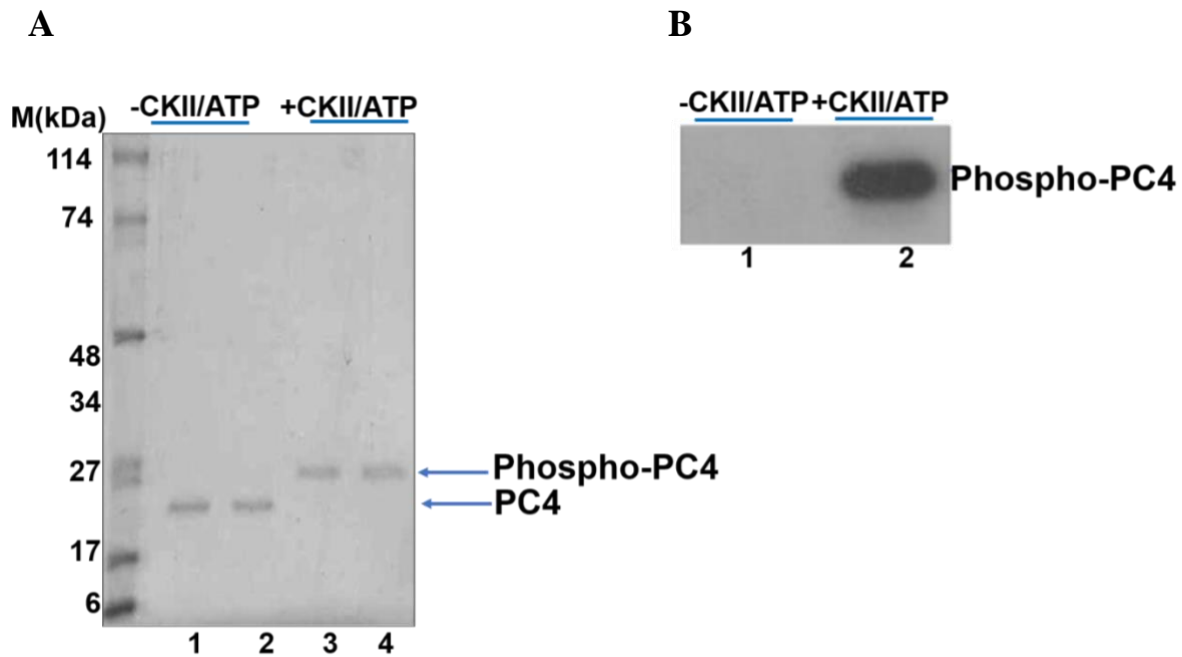 A
B
M(kDa)
-CKII/ATP +CKII/ATP
114
74
48
34
27
17
6
Phospho-PC4
PC4
1 2 3 4
-CKII/ATP +CKII/ATP
Phospho-PC4
1 2